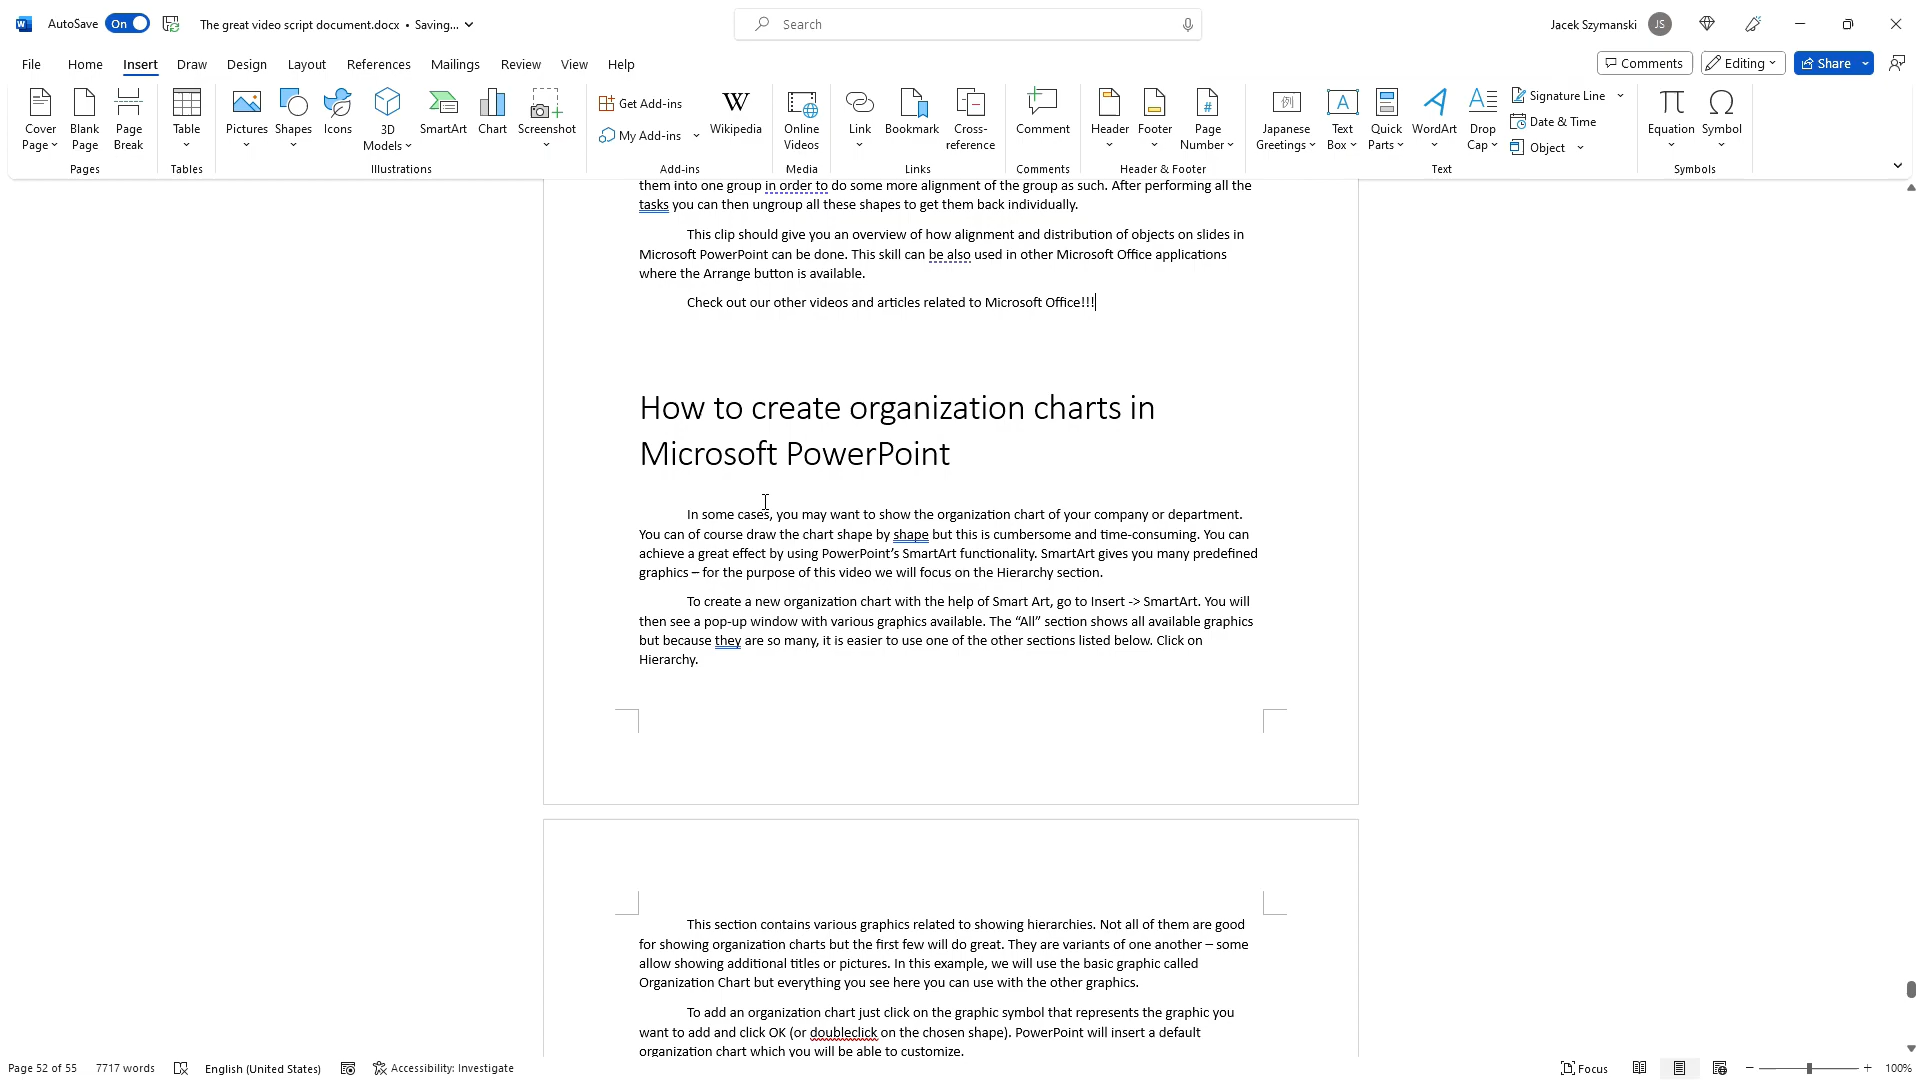 AutoSave On The great video script document.docx • Saving... Search Jacek Szymanski JS
File Home Insert Draw Design Layout References Mailings Review View Help Comments Editing Share
Cover Page Blank Page Page Break Table Pictures Shapes Icons 3D Models SmartArt Chart Screenshot Get Add-ins My Add-ins Wikipedia Online Videos Link Bookmark Cross-reference Comment Header Footer Page Number Japanese Greetings Text Box Quick Parts WordArt Drop Cap Signature Line Date & Time Object Equation Symbol
Pages Tables Illustrations Add-ins Media Links Comments Header & Footer Text Symbols
them into one group in order to do some more alignment of the group as such. After performing all the
tasks you can then ungroup all these shapes to get them back individually.
This clip should give you an overview of how alignment and distribution of objects on slides in
Microsoft PowerPoint can be done. This skill can be also used in other Microsoft Office applications
where the Arrange button is available.
Check out our other videos and articles related to Microsoft Office!!!
How to create organization charts in
Microsoft PowerPoint
In some cases, you may want to show the organization chart of your company or department.
You can of course draw the chart shape by shape but this is cumbersome and time-consuming. You can
achieve a great effect by using PowerPoint’s SmartArt functionality. SmartArt gives you many predefined
graphics – for the purpose of this video we will focus on the Hierarchy section.
To create a new organization chart with the help of Smart Art, go to Insert -> SmartArt. You will
then see a pop-up window with various graphics available. The “All” section shows all available graphics
but because they are so many, it is easier to use one of the other sections listed below. Click on
Hierarchy.
This section contains various graphics related to showing hierarchies. Not all of them are good
for showing organization charts but the first few will do great. They are variants of one another – some
allow showing additional titles or pictures. In this example, we will use the basic graphic called
Organization Chart but everything you see here you can use with the other graphics.
To add an organization chart just click on the graphic symbol that represents the graphic you
want to add and click OK (or doubleclick on the chosen shape). PowerPoint will insert a default
organization chart which you will be able to customize.
Page 52 of 55 7717 words English (United States) Accessibility: Investigate Focus 100%